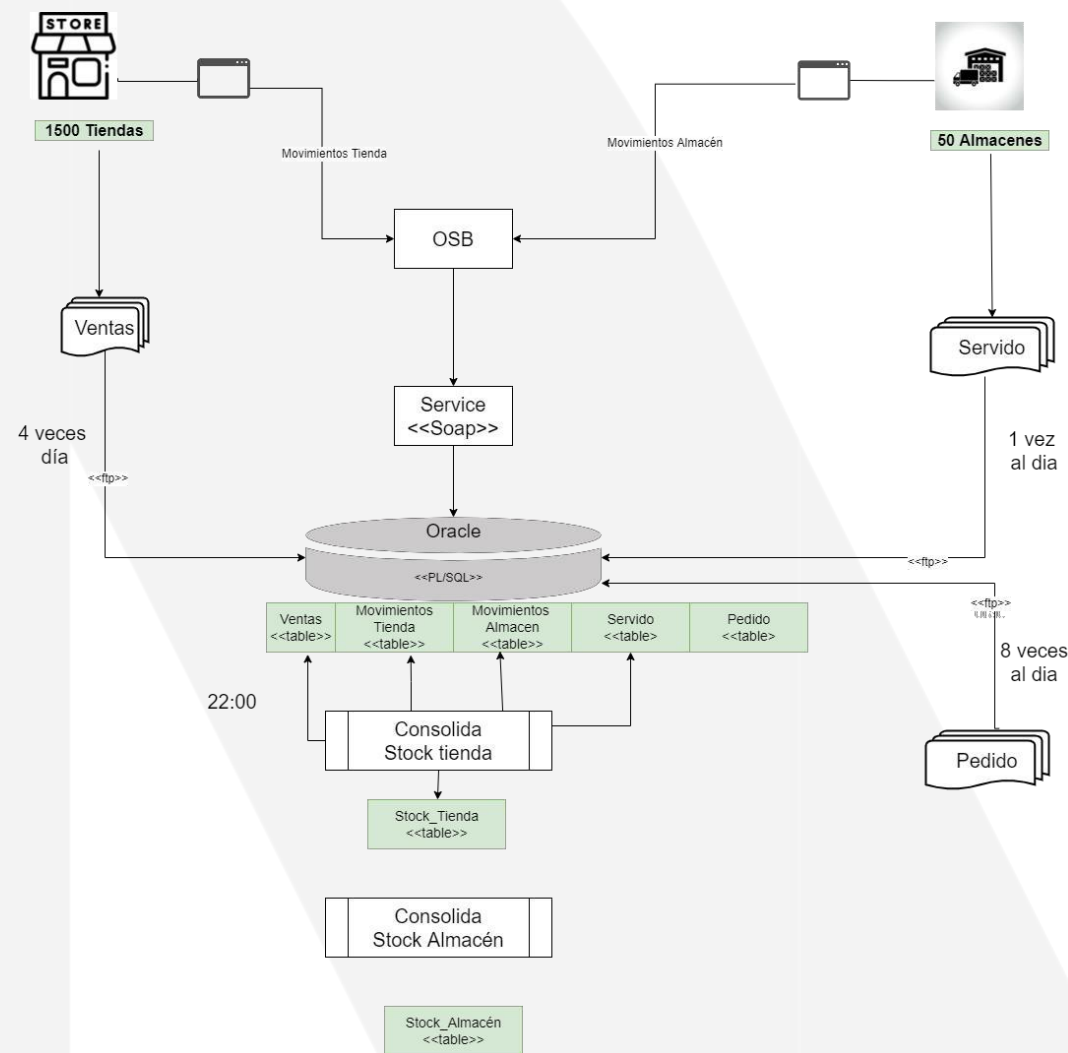 STORE
1500 Tiendas
50 Almacenes
Movimientos Tienda
Movimientos Almacén
OSB
Ventas
Servido
Service
<<Soap>>
4 veces
día
<<ftp>>
1 vez
al dia
Oracle
<<PL/SQL>>
<<ftp>>
<<ftp>>
Ventas
<<table>>
Movimientos
Tienda
<<table>>
Movimientos
Almacen
<<table>>
Servido
<<table>
Pedido
<<table>
8 veces
al dia
22:00
Consolida
Stock tienda
Pedido
Stock_Tienda
<<table>>
Consolida
Stock Almacén
Stock_Almacén
<<table>>